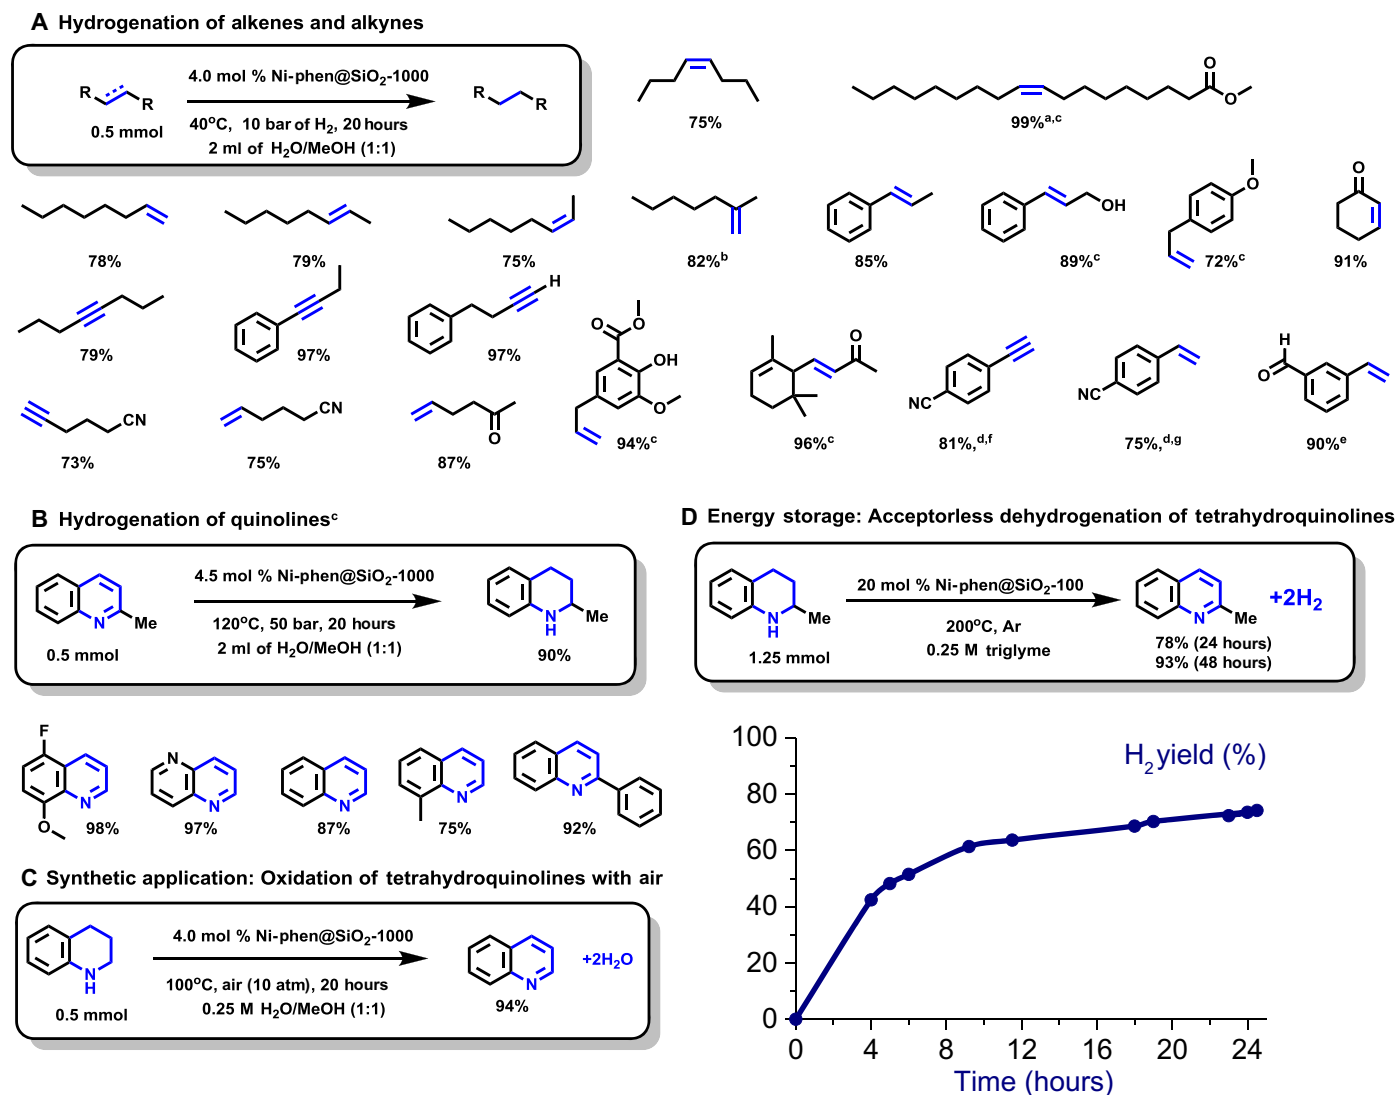 A Hydrogenation of alkenes and alkynes
R
R
0.5 mmol
4.0 mol % Ni-phen@SiO2-1000
40°C, 10 bar of H2, 20 hours
2 ml of H2O/MeOH (1:1)
R
R
75%
O
O
99%a,c
78%
79%
75%
82%b
85%
OH
89%c
O
72%c
O
91%
79%
97%
H
97%
O
O
OH
O
94%c
O
96%c
CN
81%,d,f
CN
75%,d,g
H
O
90%e
CN
73%
CN
75%
O
87%
B Hydrogenation of quinolinesc
N
Me
0.5 mmol
4.5 mol % Ni-phen@SiO2-1000
120°C, 50 bar, 20 hours
2 ml of H2O/MeOH (1:1)
N
H
Me
90%
F
N
O
98%
N
N
97%
N
87%
N
75%
N
92%
C Synthetic application: Oxidation of tetrahydroquinolines with air
N
H
0.5 mmol
4.0 mol % Ni-phen@SiO2-1000
100°C, air (10 atm), 20 hours
0.25 M H2O/MeOH (1:1)
N
94%
+2H2O
D Energy storage: Acceptorless dehydrogenation of tetrahydroquinolines
N
H
Me
1.25 mmol
20 mol % Ni-phen@SiO2-100
200°C, Ar
0.25 M triglyme
N
Me
78% (24 hours)
93% (48 hours)
+2H2
H2yield (%)
100
80
60
40
20
0
0 4 8 12 16 20 24
Time (hours)